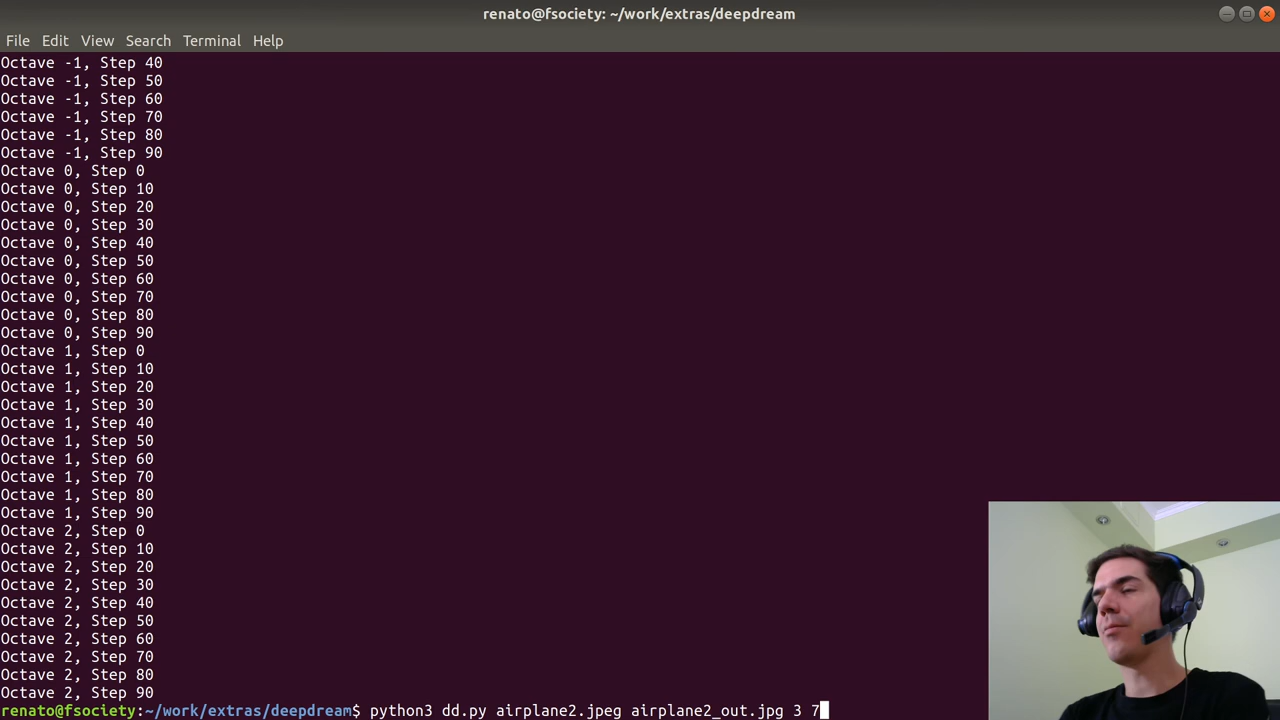 renato@fsociety: ~/work/extras/deepdream
File Edit View Search Terminal Help
Octave -1, Step 40
Octave -1, Step 50
Octave -1, Step 60
Octave -1, Step 70
Octave -1, Step 80
Octave -1, Step 90
Octave 0, Step 0
Octave 0, Step 10
Octave 0, Step 20
Octave 0, Step 30
Octave 0, Step 40
Octave 0, Step 50
Octave 0, Step 60
Octave 0, Step 70
Octave 0, Step 80
Octave 0, Step 90
Octave 1, Step 0
Octave 1, Step 10
Octave 1, Step 20
Octave 1, Step 30
Octave 1, Step 40
Octave 1, Step 50
Octave 1, Step 60
Octave 1, Step 70
Octave 1, Step 80
Octave 1, Step 90
Octave 2, Step 0
Octave 2, Step 10
Octave 2, Step 20
Octave 2, Step 30
Octave 2, Step 40
Octave 2, Step 50
Octave 2, Step 60
Octave 2, Step 70
Octave 2, Step 80
Octave 2, Step 90
renato@fsociety:~/work/extras/deepdream$ python3 dd.py airplane2.jpeg airplane2_out.jpg 3 7